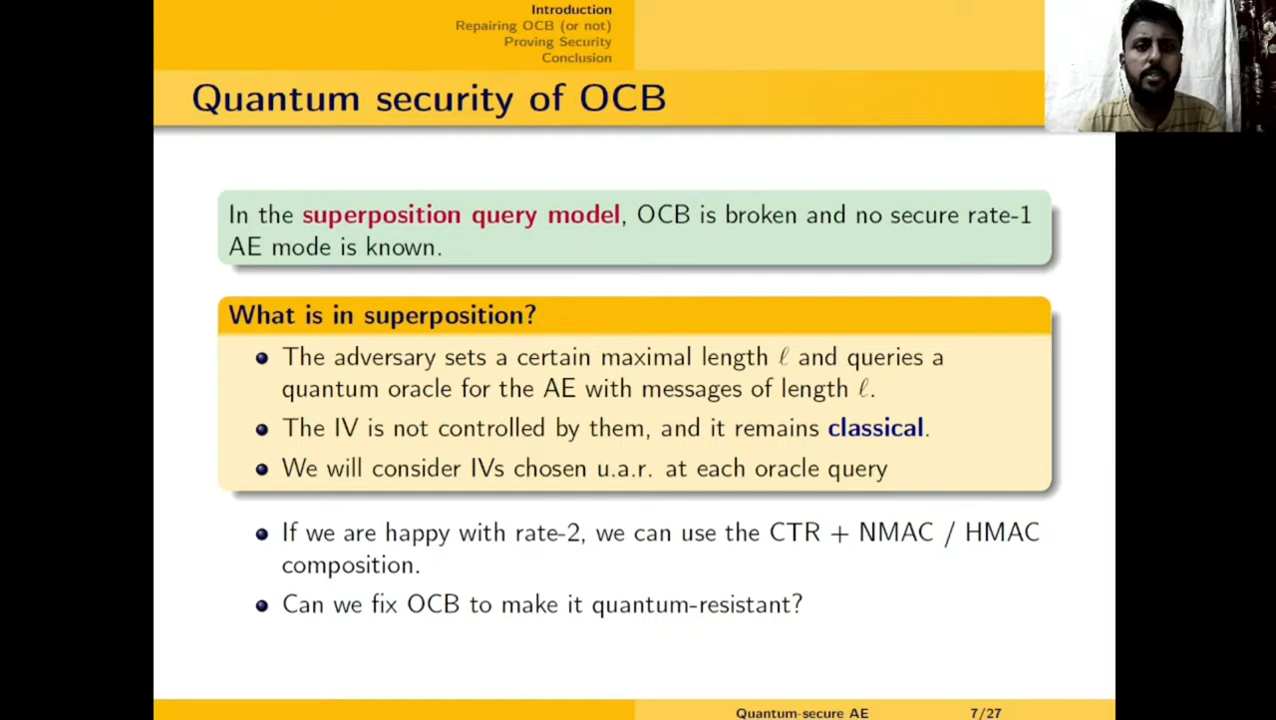 Introduction
Repairing OCB (or not)
Proving Security
Conclusion
Quantum security of OCB
In the superposition query model, OCB is broken and no secure rate-1
AE mode is known.
What is in superposition?
The adversary sets a certain maximal length ℓ and queries a
quantum oracle for the AE with messages of length ℓ.
The IV is not controlled by them, and it remains classical.
We will consider IVs chosen u.a.r. at each oracle query
If we are happy with rate-2, we can use the CTR + NMAC / HMAC
composition.
Can we fix OCB to make it quantum-resistant?
Quantum-secure AE 7/27